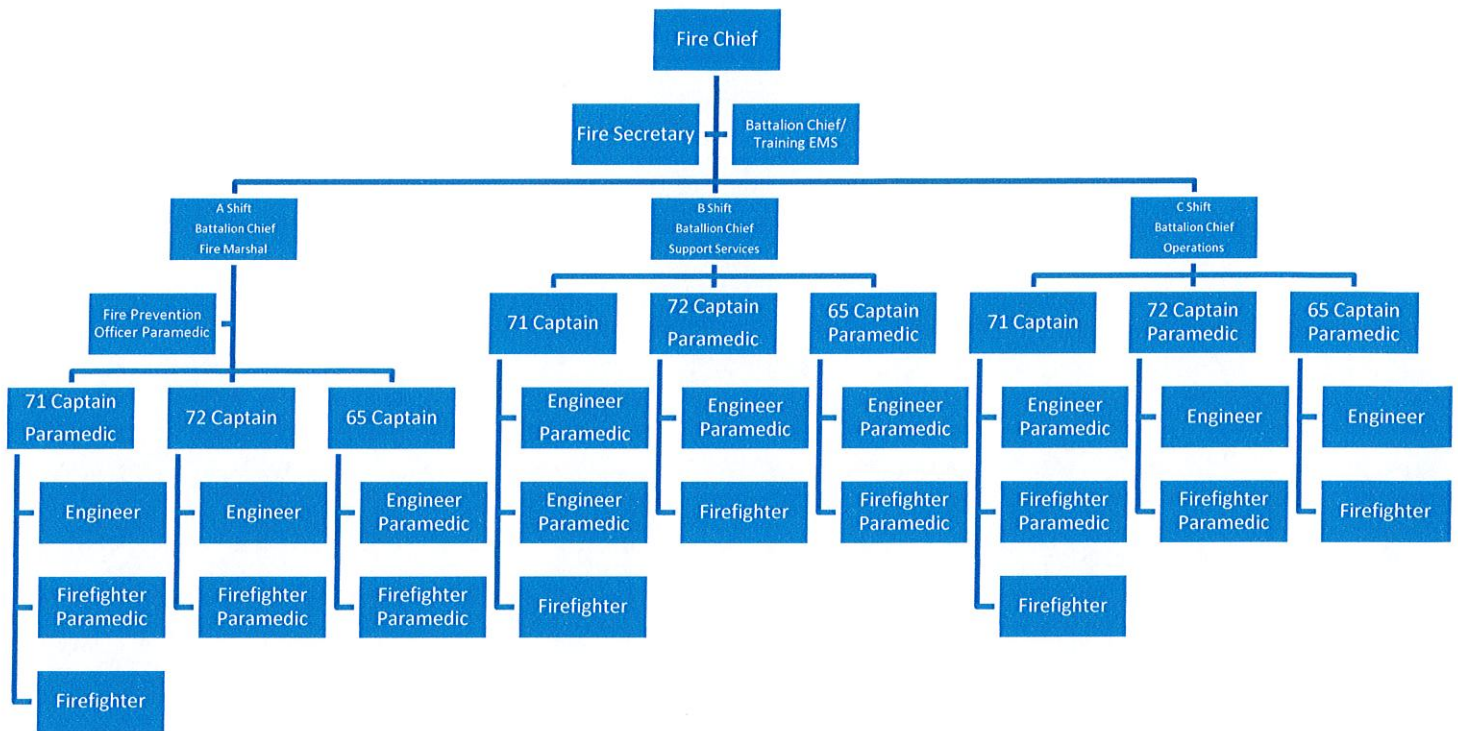 Fire Chief
Fire Secretary
Battalion Chief/
Training EMS
A Shift
Battalion Chief
Fire Marshal
B Shift
Batallion Chief
Support Services
C Shift
Battalion Chief
Operations
Fire Prevention
Officer Paramedic
71 Captain
Paramedic
Engineer
Firefighter
Paramedic
Firefighter
72 Captain
Engineer
Firefighter
Paramedic
65 Captain
Engineer
Paramedic
Firefighter
Paramedic
71 Captain
Engineer
Paramedic
Engineer
Paramedic
Firefighter
72 Captain
Paramedic
Engineer
Paramedic
Firefighter
65 Captain
Paramedic
Engineer
Paramedic
Firefighter
Paramedic
71 Captain
Engineer
Paramedic
Firefighter
Paramedic
Firefighter
72 Captain
Paramedic
Engineer
Firefighter
Paramedic
65 Captain
Paramedic
Engineer
Firefighter